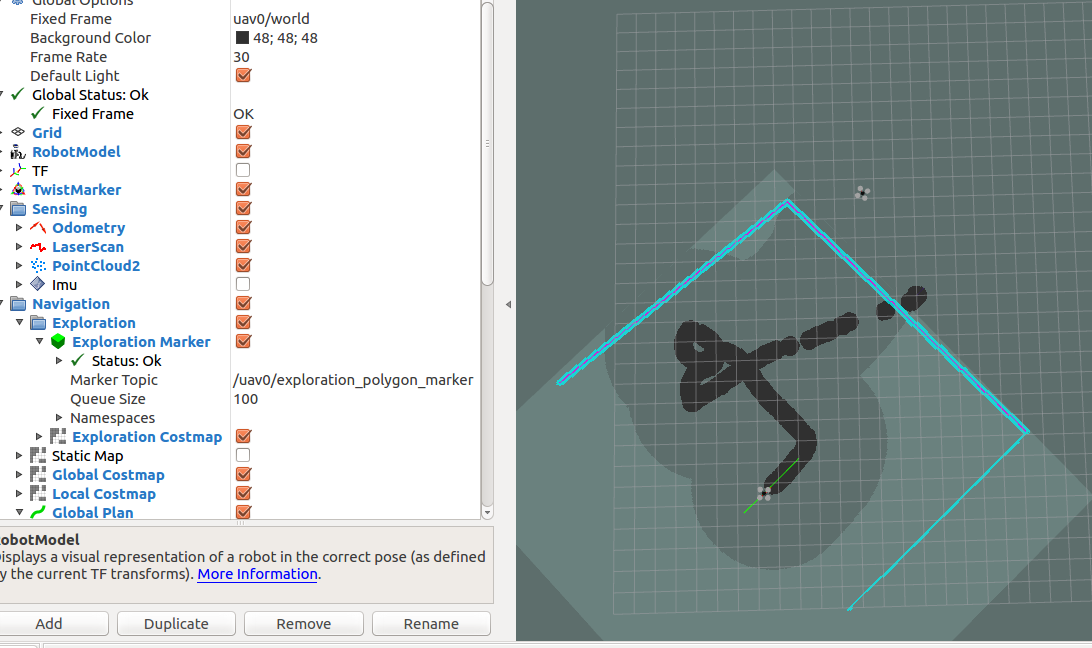 Global Options
Fixed Frame uav0/world
Background Color 48; 48; 48
Frame Rate 30
Default Light
Global Status: Ok
Fixed Frame OK
Grid
RobotModel
TF
TwistMarker
Sensing
Odometry
LaserScan
PointCloud2
Imu
Navigation
Exploration
Exploration Marker
Status: Ok
Marker Topic /uav0/exploration_polygon_marker
Queue Size 100
Namespaces
Exploration Costmap
Static Map
Global Costmap
Local Costmap
Global Plan
obotModel
isplays a visual representation of a robot in the correct pose (as defined
y the current TF transforms). More Information.
Add Duplicate Remove Rename